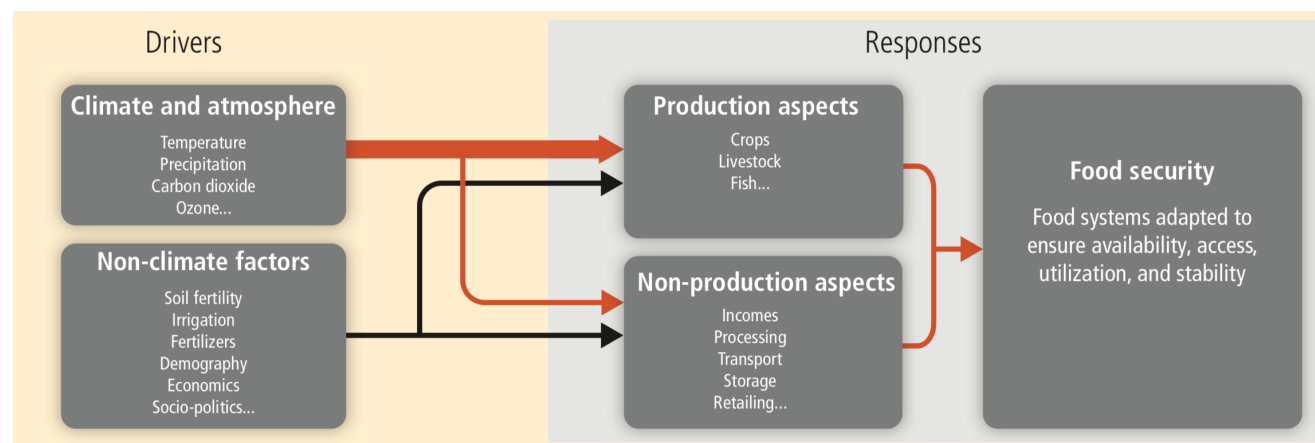 Drivers
Responses
Climate and atmosphere
Temperature
Precipitation
Carbon dioxide
Ozone...
Non-climate factors
Soil fertility
Irrigation
Fertilizers
Demography
Economics
Socio-politics...
Production aspects
Crops
Livestock
Fish...
Non-production aspects
Incomes
Processing
Transport
Storage
Retailing...
Food security
Food systems adapted to
ensure availability, access,
utilization, and stability